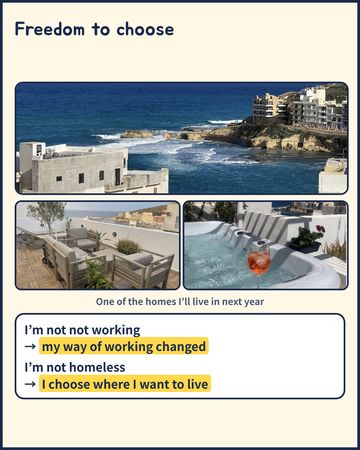 Freedom to choose
One of the homes I'll live in next year
I'm not not working
→ my way of working changed
I'm not homeless
→ I choose where I want to live